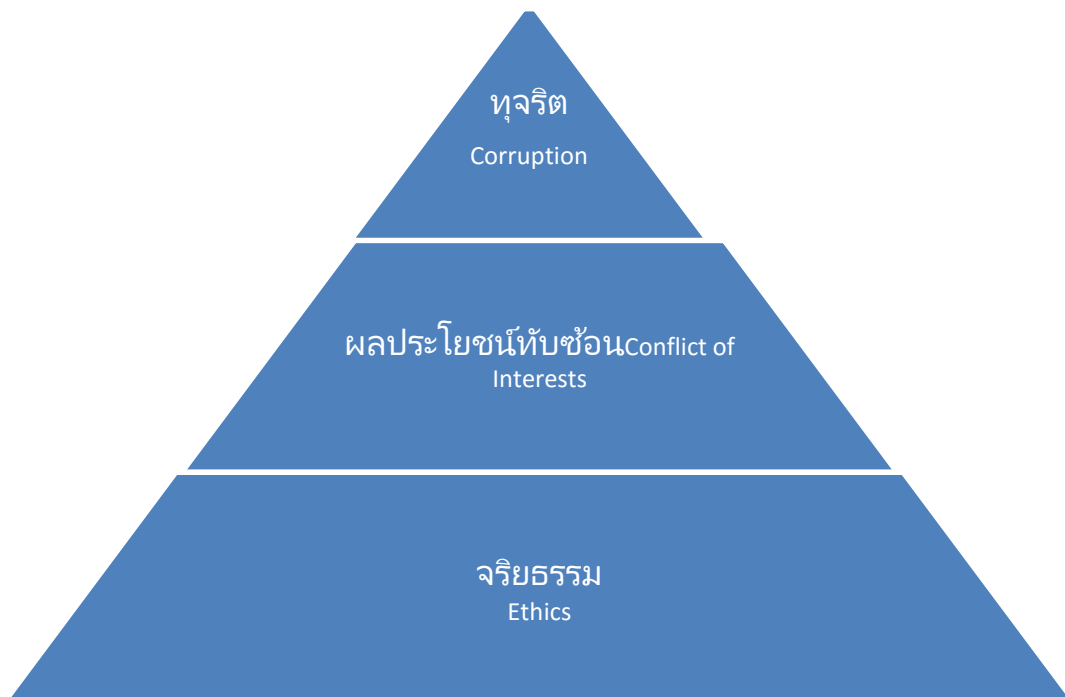 ทุจริต
Corruption
ผลประโยชน์ทับซ้อนConflict of
Interests
จริยธรรม
Ethics